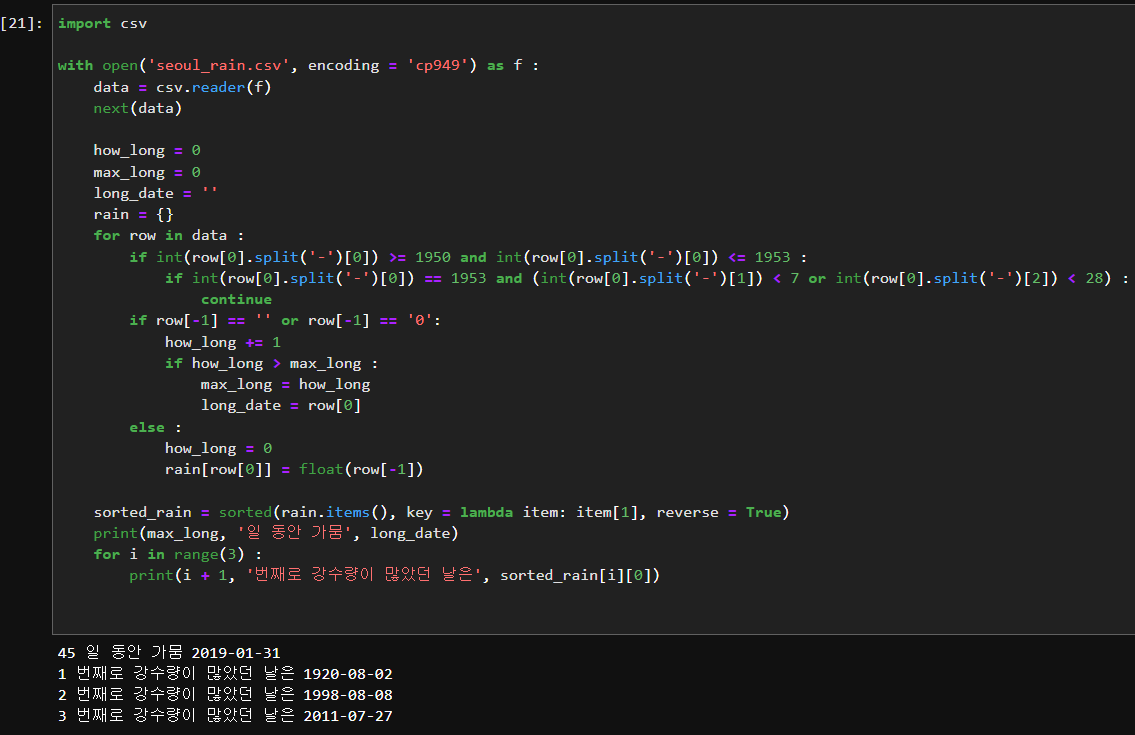 [21]: import csv

with open('seoul_rain.csv', encoding = 'cp949') as f :
    data = csv.reader(f)
    next(data)

    how_long = 0
    max_long = 0
    long_date = ''
    rain = {}
    for row in data :
        if int(row[0].split('-')[0]) >= 1950 and int(row[0].split('-')[0]) <= 1953 :
            if int(row[0].split('-')[0]) == 1953 and (int(row[0].split('-')[1]) < 7 or int(row[0].split('-')[2]) < 28) :
                continue
        if row[-1] == '' or row[-1] == '0':
            how_long += 1
            if how_long > max_long :
                max_long = how_long
                long_date = row[0]
        else :
            how_long = 0
            rain[row[0]] = float(row[-1])

    sorted_rain = sorted(rain.items(), key = lambda item: item[1], reverse = True)
    print(max_long, '일 동안 가뭄', long_date)
    for i in range(3) :
        print(i + 1, '번째로 강수량이 많았던 날은', sorted_rain[i][0])

45 일 동안 가뭄 2019-01-31
1 번째로 강수량이 많았던 날은 1920-08-02
2 번째로 강수량이 많았던 날은 1998-08-08
3 번째로 강수량이 많았던 날은 2011-07-27